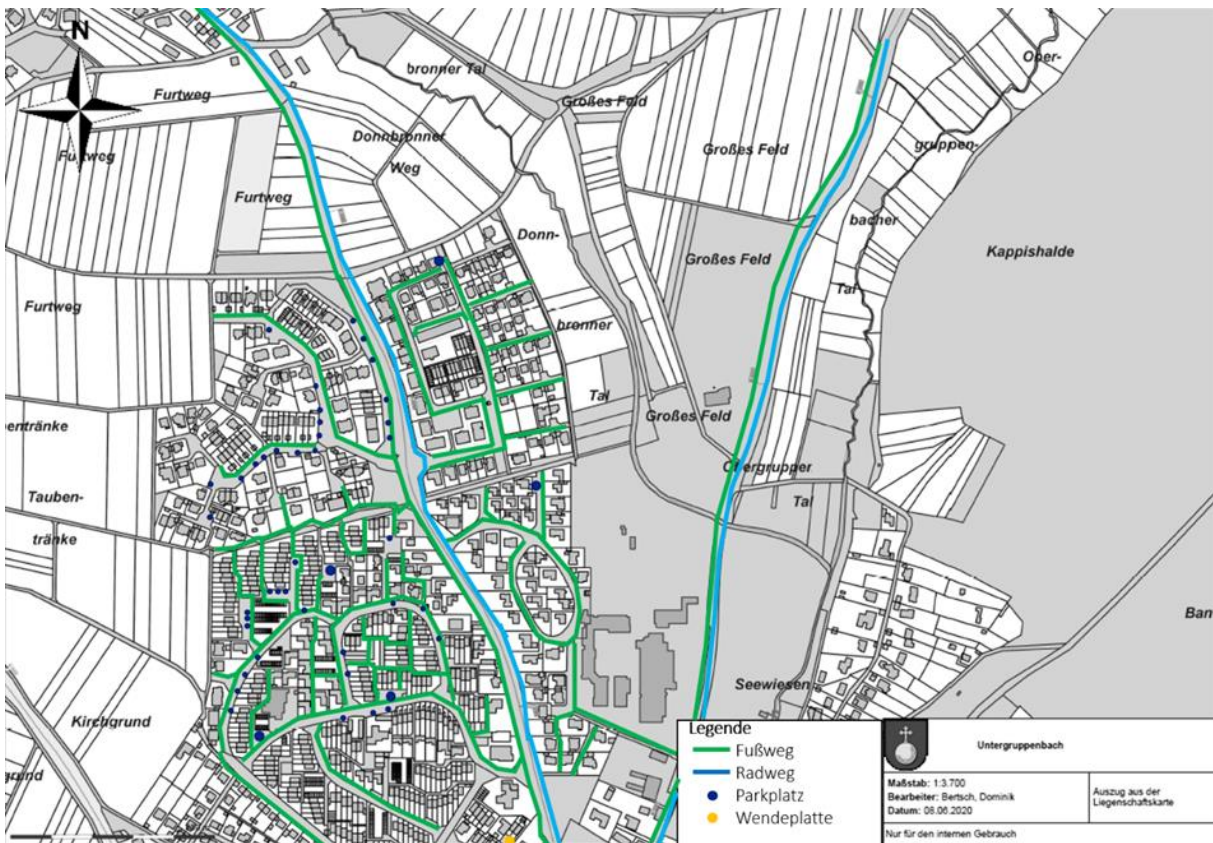 N
bronner Tal
Ober-
Furtweg
Großes Feld
Donnbronner
Weg
Großes Feld
gruppen-
Furtweg
Furtweg
bacher
Donn-
Großes Feld
Kappishalde
Furtweg
Tal
bronner
Tal
Großes Feld
entränke
Obergrupper
Tauben-
Tal
tränke
Ban
Seewiesen
Kirchgrund
grund
Legende
Fußweg
Radweg
Parkplatz
Wendeplatte
Untergruppenbach
Maßstab: 1:3.700
Bearbeiter: Bertsch, Dominik
Datum: 08.06.2020
Auszug aus der
Liegenschaftskarte
Nur für den internen Gebrauch